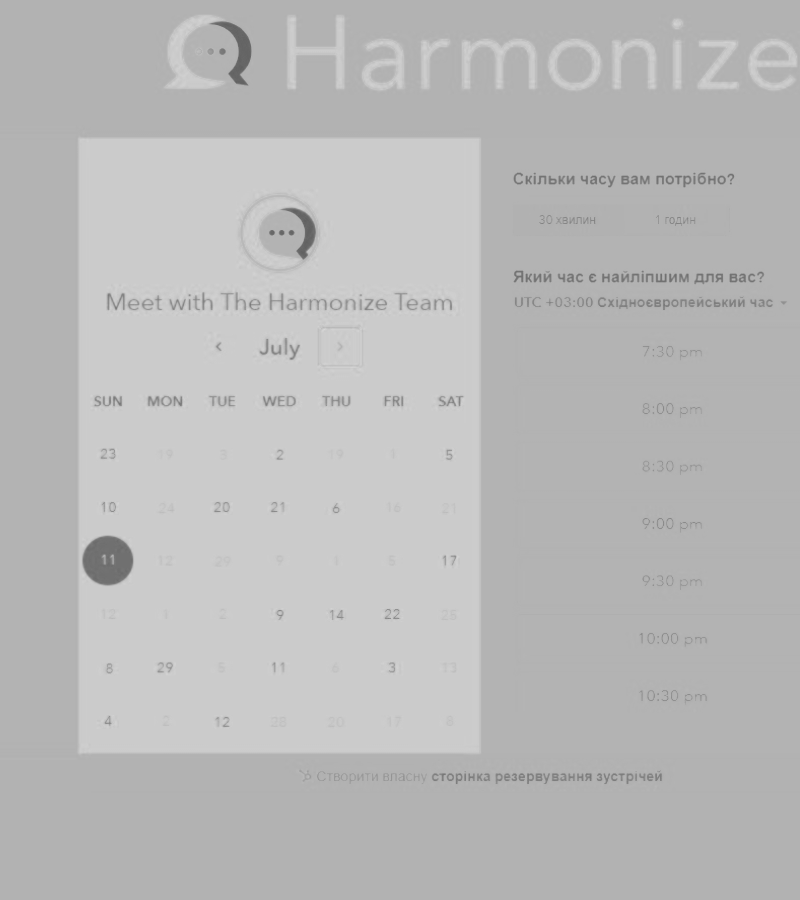 Harmonize
Meet with The Harmonize Team
July
SUN MON TUE WED THU FRI SAT
23 19 3 2 19 1 5
10 24 20 21 6 16 21
11 12 29 9 1 5 17
12 1 2 9 14 22 28
8 29 5 11 6 3 13
4 2 12 28 20 17 8
Скільки часу вам потрібно?
30 хвилин 1 годин
Який час є найліпшим для вас?
UTC +03:00 Східноєвропейський час
7:30 pm
8:00 pm
8:30 pm
9:00 pm
9:30 pm
10:00 pm
10:30 pm
Створити власну сторінка резервування зустрічей